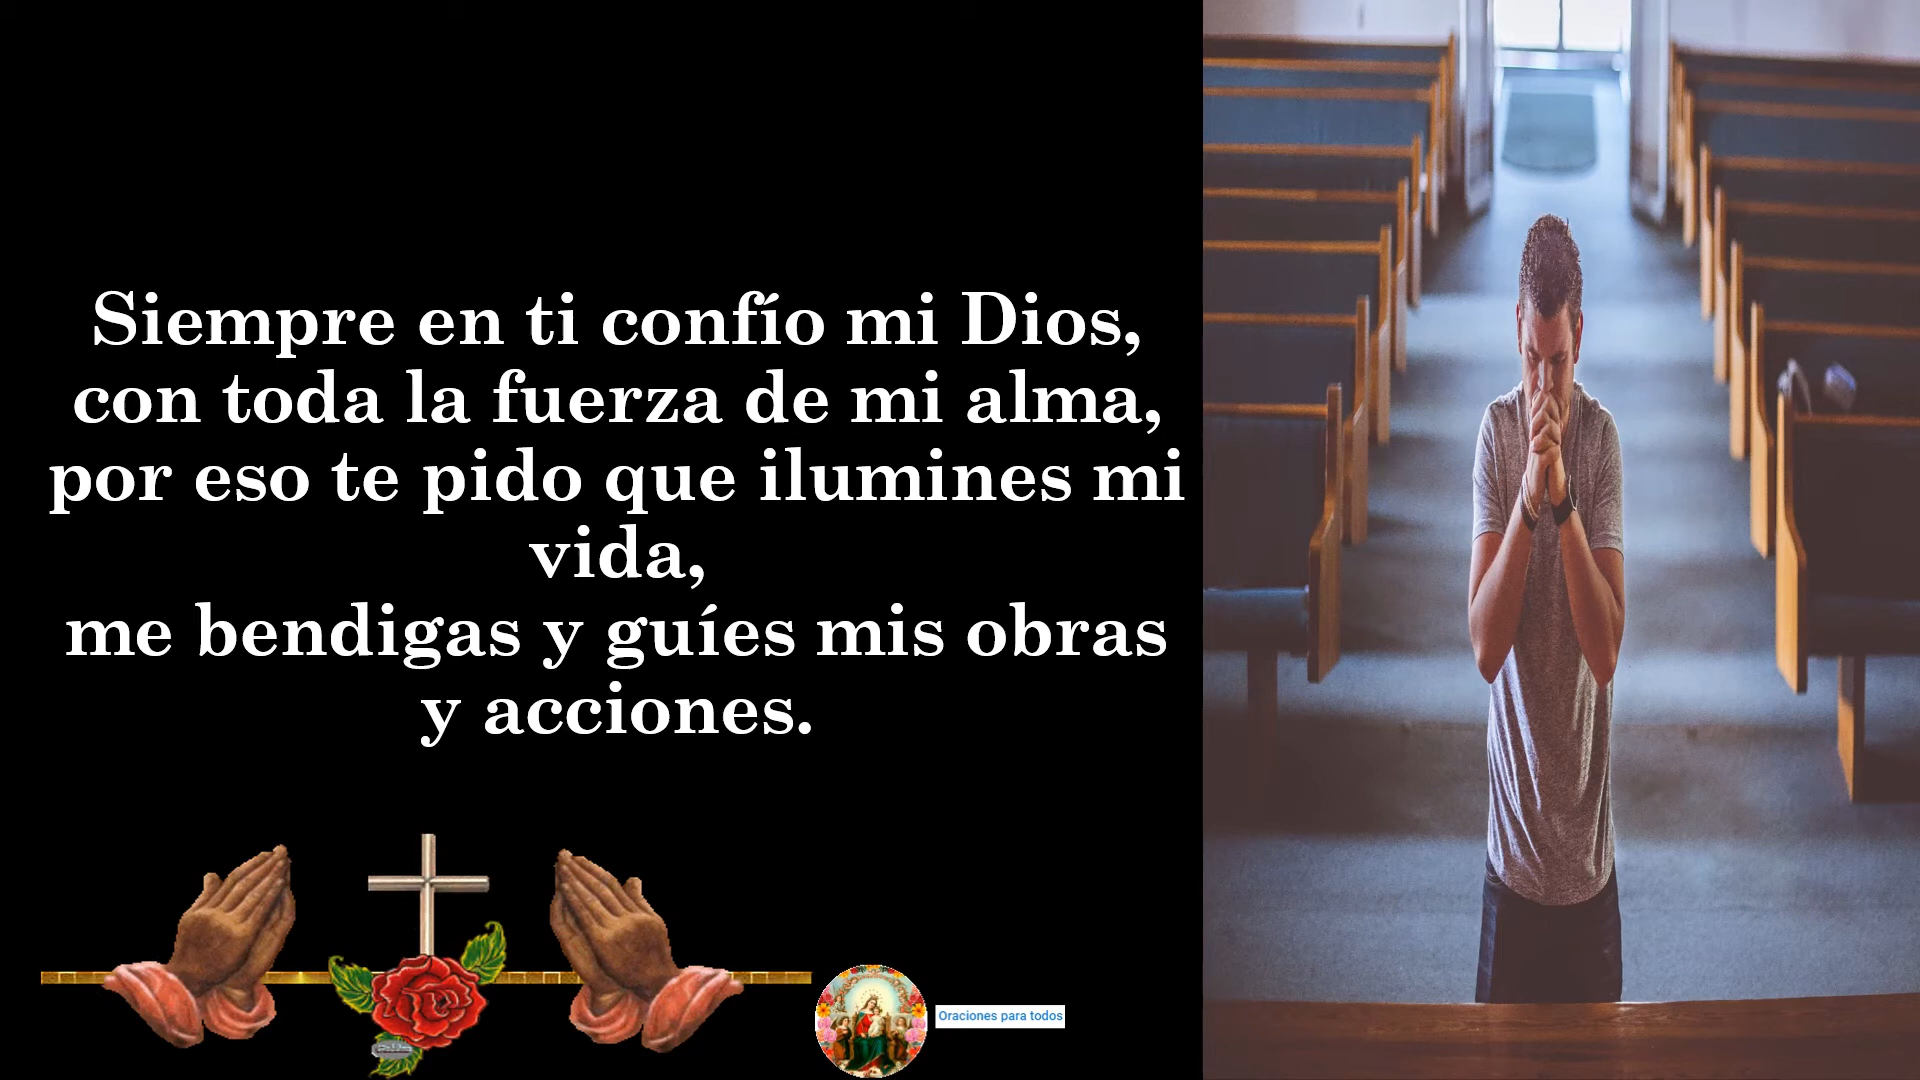 Siempre en ti confío mi Dios,
con toda la fuerza de mi alma,
por eso te pido que ilumines mi
vida,
me bendigas y guíes mis obras
y acciones.
Oraciones para todos